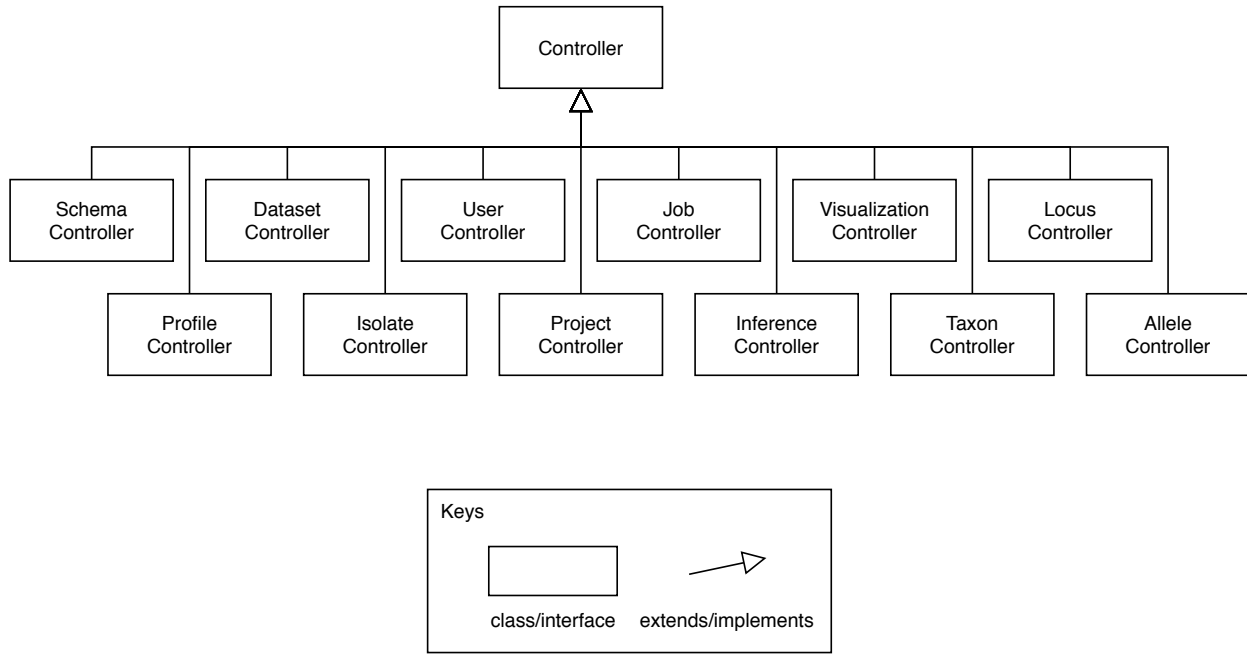 Controller
Schema
Controller
Dataset
Controller
User
Controller
Job
Controller
Visualization
Controller
Locus
Controller
Profile
Controller
Isolate
Controller
Project
Controller
Inference
Controller
Taxon
Controller
Allele
Controller
Keys
class/interface
extends/implements